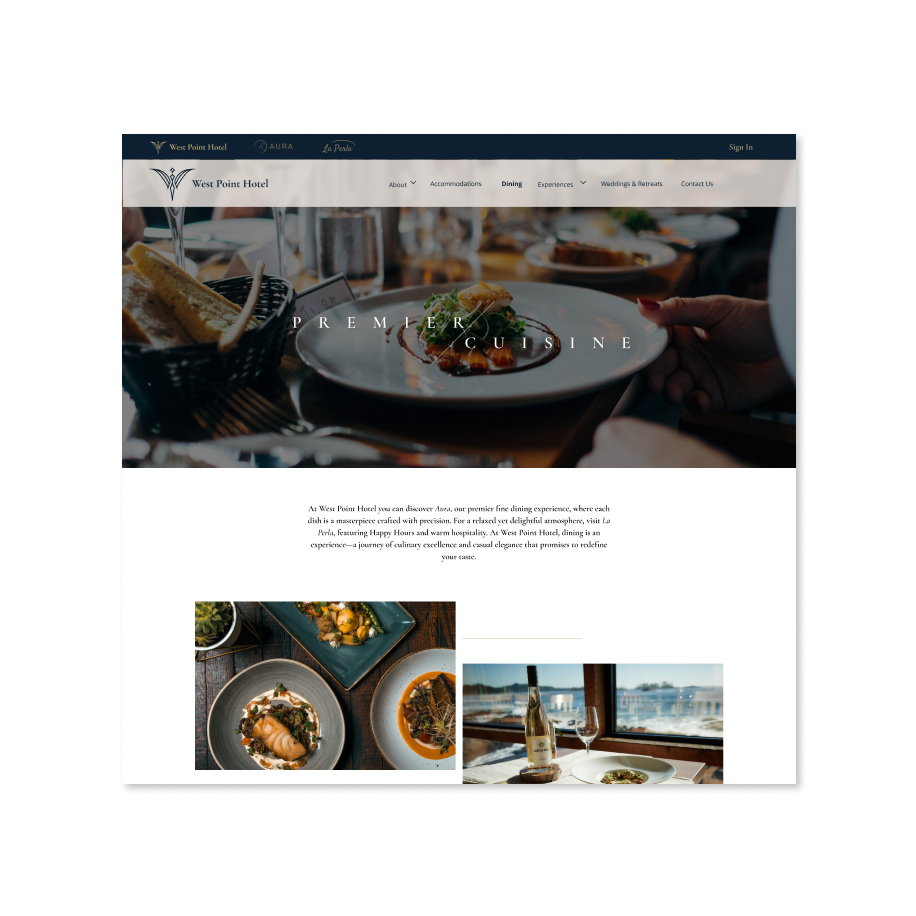 West Point Hotel AURA La Perla Sign In
West Point Hotel About Accommodations Dining Experiences Weddings & Retreats Contact Us
PREMIER
CUISINE
At West Point Hotel you can discover Aura, our premier fine dining experience, where each
dish is a masterpiece crafted with precision. For a relaxed yet delightful atmosphere, visit La
Perla, featuring Happy Hours and warm hospitality. At West Point Hotel, dining is an
experience—a journey of culinary excellence and casual elegance that promises to redefine
your taste.